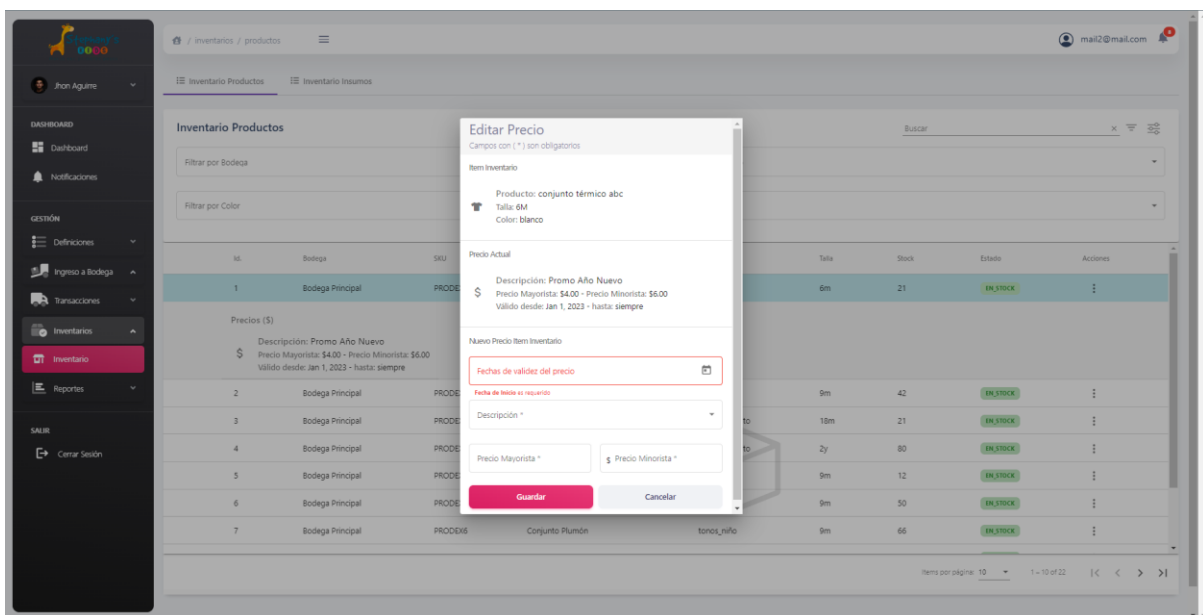 / inventarios / productos
mail2@mail.com
Jhon Aguirre
Inventario Productos
Inventario Insumos
DASHBOARD
Dashboard
Notificaciones
GESTIÓN
Definiciones
Ingreso a Bodega
Transacciones
Inventarios
Inventario
Reportes
SALIR
Cerrar Sesión
Inventario Productos
Buscar
Filtrar por Bodega
Filtrar por Color
Id. Bodega SKU Talla Stock Estado Acciones
1 Bodega Principal PRODE 6m 21 EN_STOCK
Precios ($)
Descripción: Promo Año Nuevo
$ Precio Mayorista: $4.00 - Precio Minorista: $6.00
Válido desde: Jan 1, 2023 - hasta: siempre
2 Bodega Principal PRODE 9m 42 EN_STOCK
3 Bodega Principal PRODE to 18m 21 EN_STOCK
4 Bodega Principal PRODE to 2y 80 EN_STOCK
5 Bodega Principal PRODE 9m 12 EN_STOCK
6 Bodega Principal PRODE 9m 50 EN_STOCK
7 Bodega Principal PRODEX6 Conjunto Plumón tonos_niño 9m 66 EN_STOCK
Items por página: 10 1 – 10 of 22
Editar Precio
Campos con ( * ) son obligatorios
Item Inventario
Producto: conjunto térmico abc
Talla: 6M
Color: blanco
Precio Actual
Descripción: Promo Año Nuevo
$ Precio Mayorista: $4.00 - Precio Minorista: $6.00
Válido desde: Jan 1, 2023 - hasta: siempre
Nuevo Precio Item Inventario
Fechas de validez del precio
Fecha de Inicio es requerido
Descripción *
Precio Mayorista * $ Precio Minorista *
Guardar Cancelar